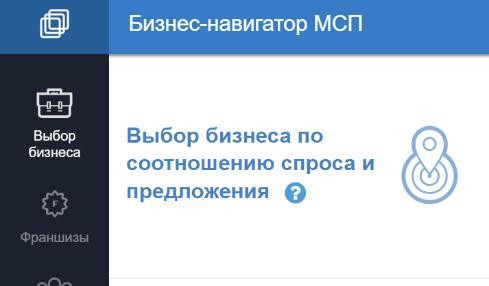 Бизнес-навигатор МСП
Выбор
бизнеса
Выбор бизнеса по
соотношению спроса и
предложения ?
F
Франшизы